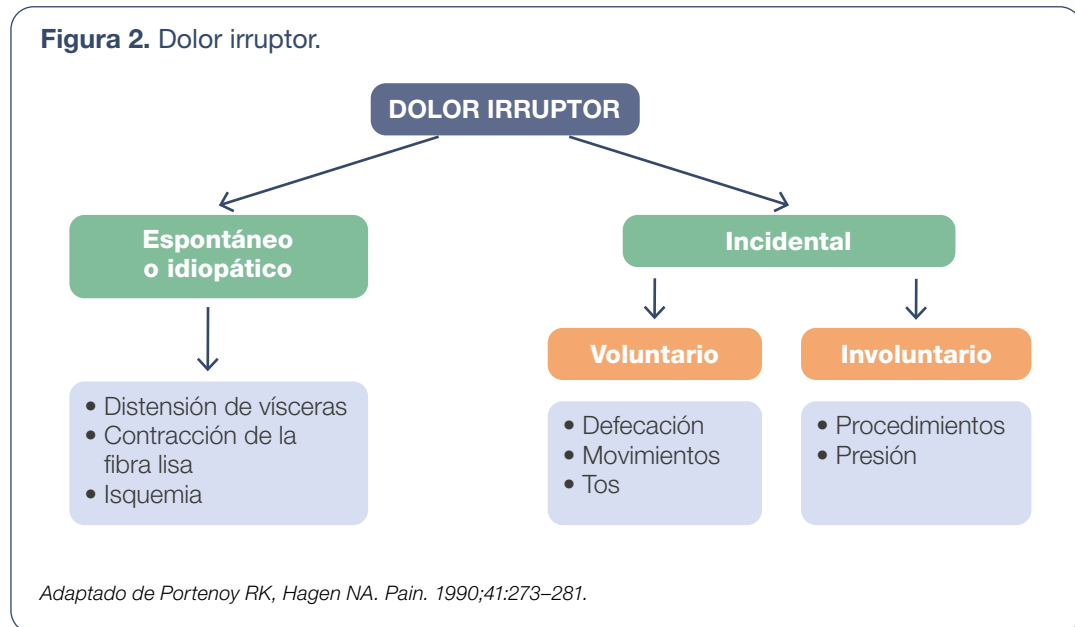 Figura 2. Dolor irruptor.
DOLOR IRRUPTOR
Espontáneo
o idiopático
Incidental
Voluntario
Involuntario
• Distensión de vísceras
• Contracción de la
fibra lisa
• Isquemia
• Defecación
• Movimientos
• Tos
• Procedimientos
• Presión
Adaptado de Portenoy RK, Hagen NA. Pain. 1990;41:273–281.